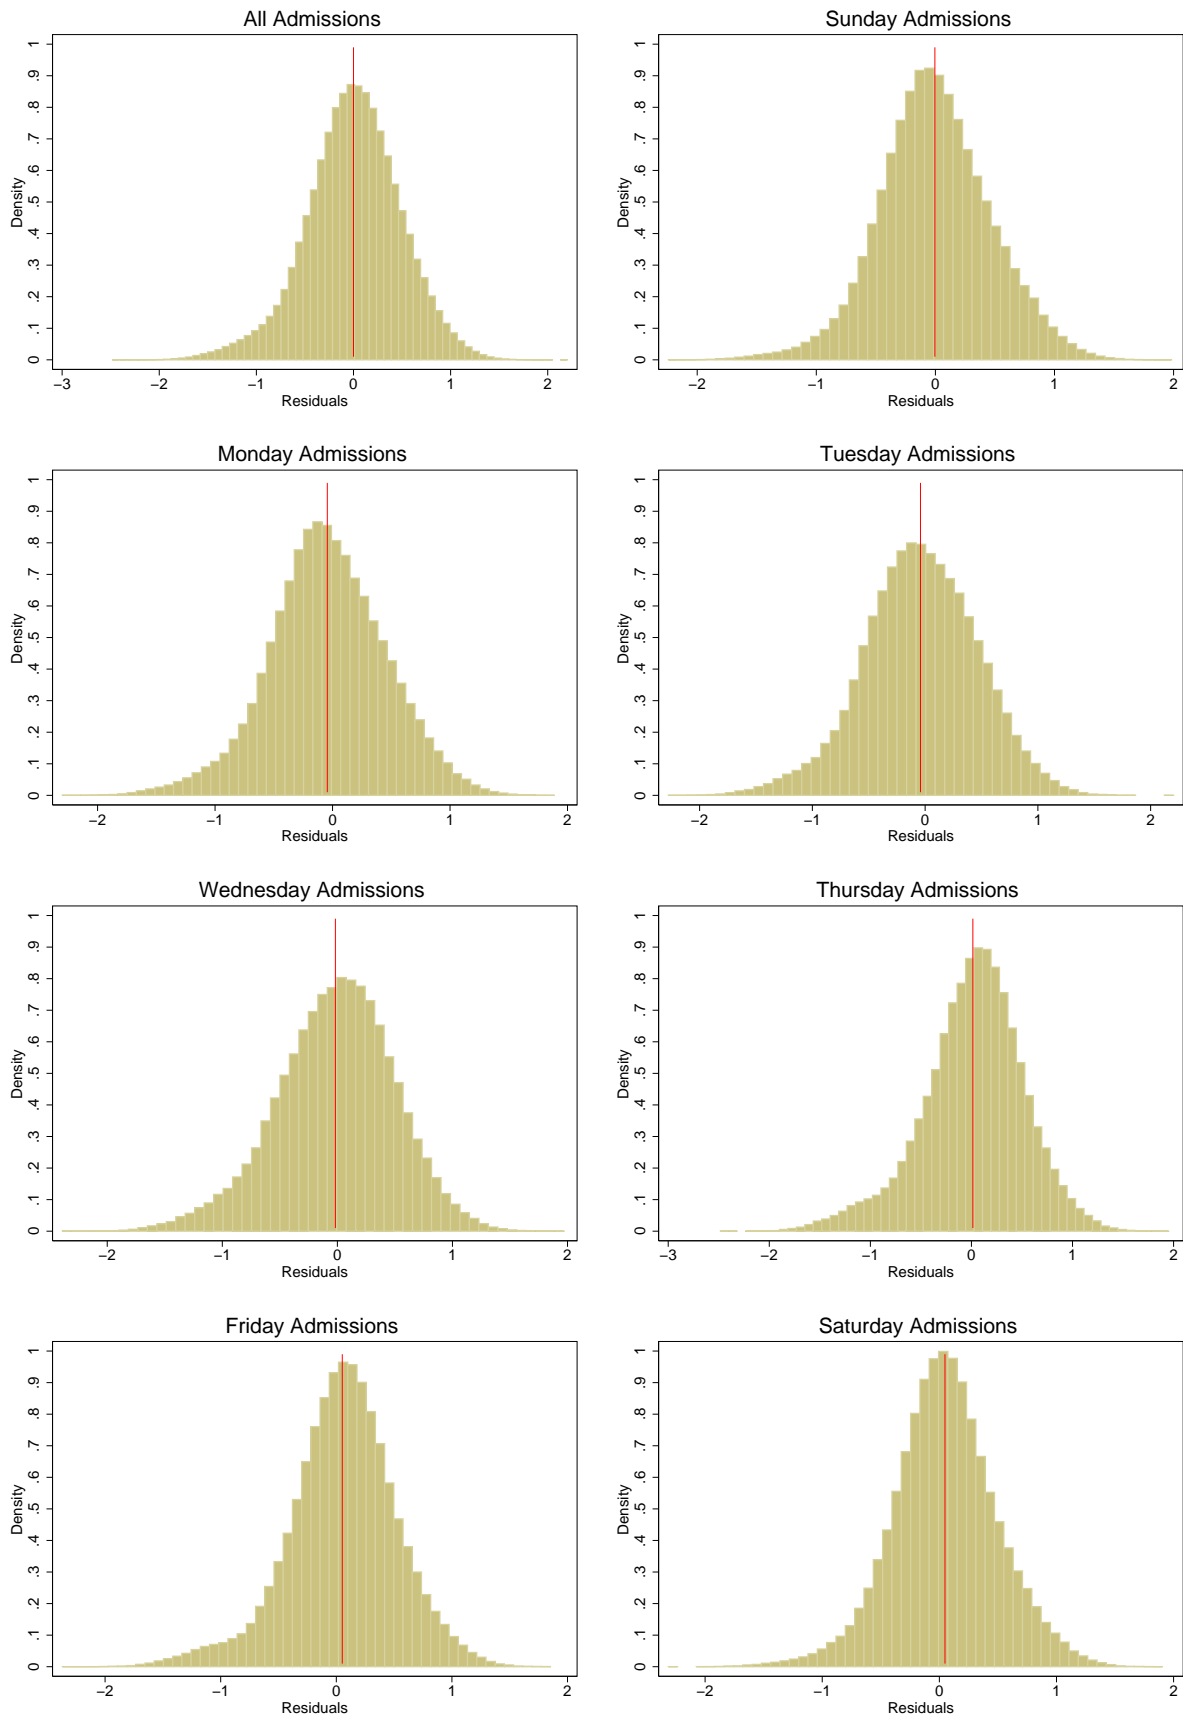 All Admissions
1
.9
.8
.7
.6
.5
.4
.3
.2
.1
0
Density
−3 −2 −1 0 1 2
Residuals
Sunday Admissions
1
.9
.8
.7
.6
.5
.4
.3
.2
.1
0
Density
−2 −1 0 1 2
Residuals
Monday Admissions
1
.9
.8
.7
.6
.5
.4
.3
.2
.1
0
Density
−2 −1 0 1 2
Residuals
Tuesday Admissions
1
.9
.8
.7
.6
.5
.4
.3
.2
.1
0
Density
−2 −1 0 1 2
Residuals
Wednesday Admissions
1
.9
.8
.7
.6
.5
.4
.3
.2
.1
0
Density
−2 −1 0 1 2
Residuals
Thursday Admissions
1
.9
.8
.7
.6
.5
.4
.3
.2
.1
0
Density
−3 −2 −1 0 1 2
Residuals
Friday Admissions
1
.9
.8
.7
.6
.5
.4
.3
.2
.1
0
Density
−2 −1 0 1 2
Residuals
Saturday Admissions
1
.9
.8
.7
.6
.5
.4
.3
.2
.1
0
Density
−2 −1 0 1 2
Residuals